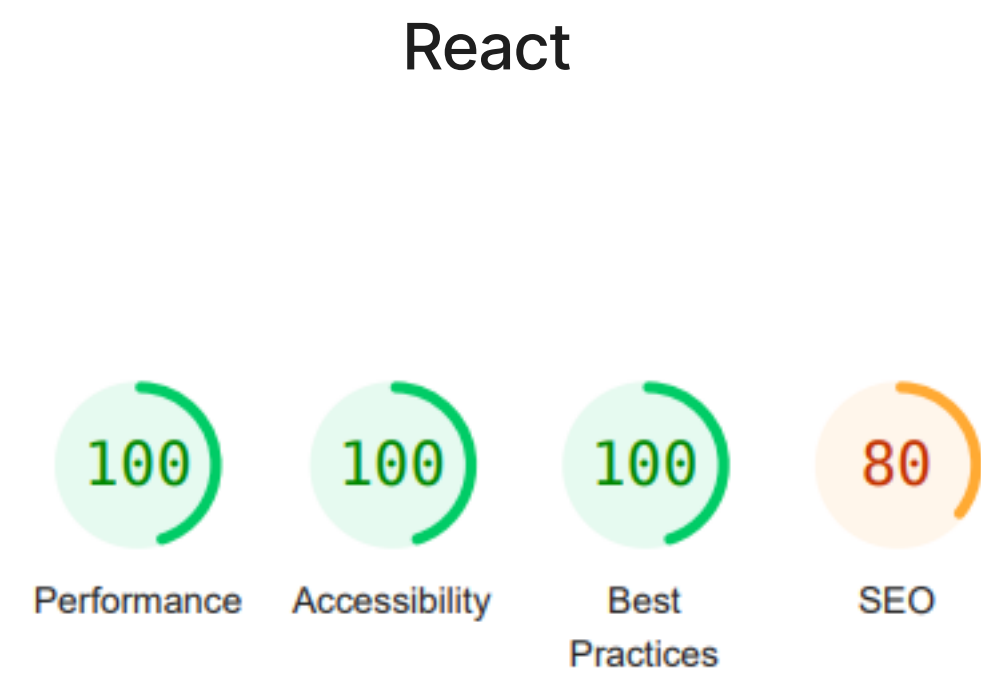 React
100
100
100
80
Performance
Accessibility
Best
Practices
SEO